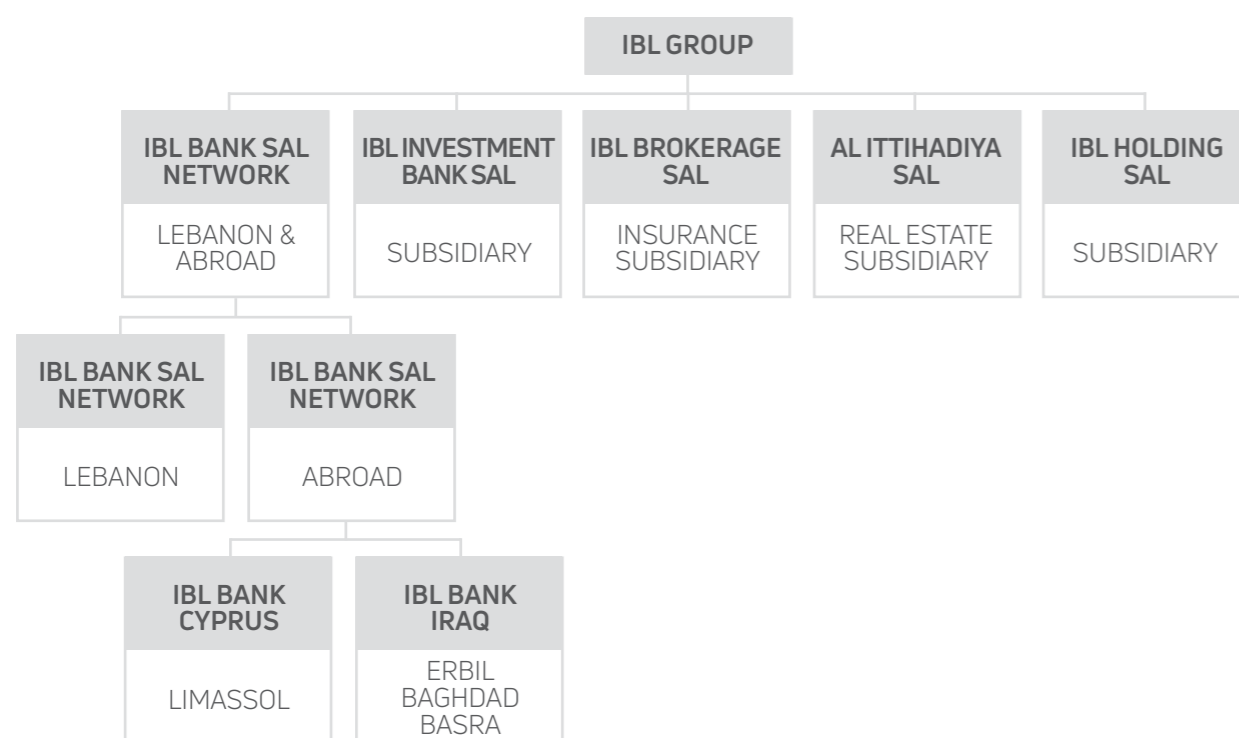 IBL GROUP
IBL BANK SAL
NETWORK
LEBANON &
ABROAD
IBL INVESTMENT
BANK SAL
SUBSIDIARY
IBL BROKERAGE
SAL
INSURANCE
SUBSIDIARY
AL ITTIHADIYA
SAL
REAL ESTATE
SUBSIDIARY
IBL HOLDING
SAL
SUBSIDIARY
IBL BANK SAL
NETWORK
LEBANON
IBL BANK SAL
NETWORK
ABROAD
IBL BANK
CYPRUS
LIMASSOL
IBL BANK
IRAQ
ERBIL
BAGHDAD
BASRA